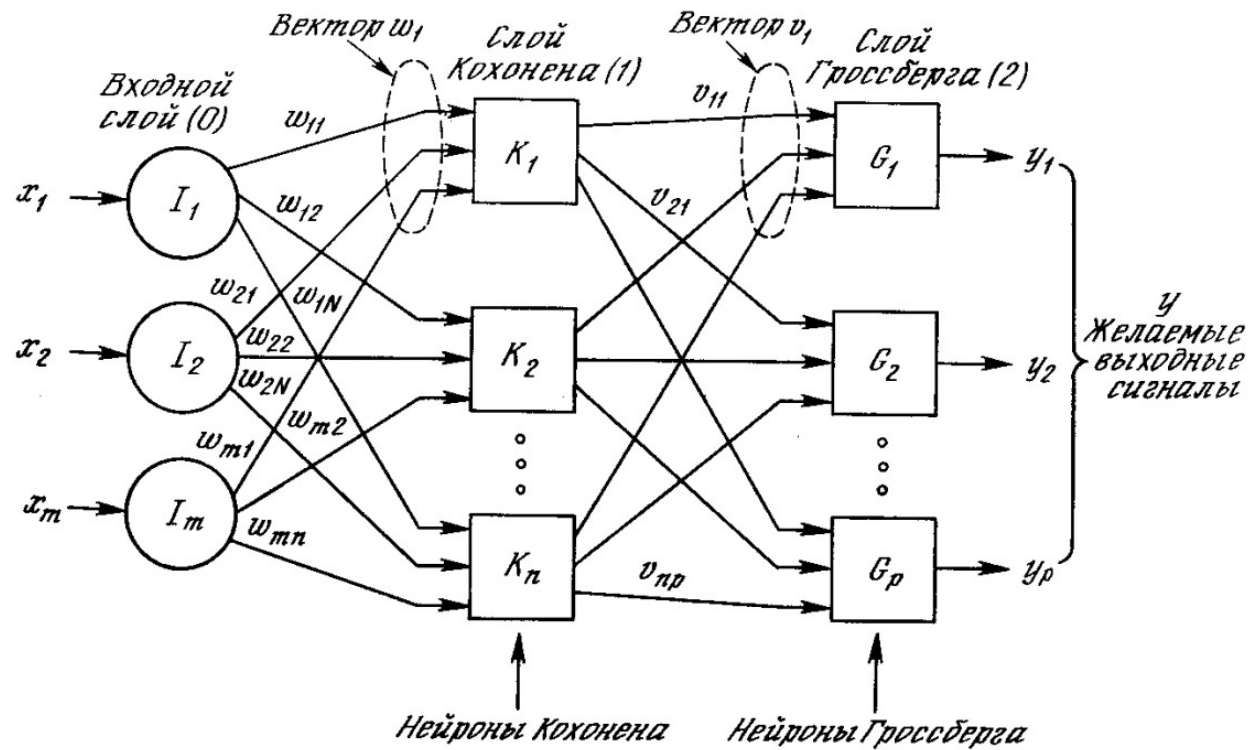 Вектор w₁
Слой
Кохонена (1)
Вектор v₁
Слой
Гроссберга (2)
Входной
слой (0)
w₁₁
v₁₁
x₁
I₁
K₁
G₁
y₁
w₁₂
v₂₁
w₂₁
w₁N
x₂
I₂
w₂₂
K₂
G₂
y₂
w₂N
У
Желаемые
выходные
сигналы
wm1
wm2
xm
Im
wmn
Kn
vnp
Gp
yp
Нейроны Кохонена
Нейроны Гроссберга